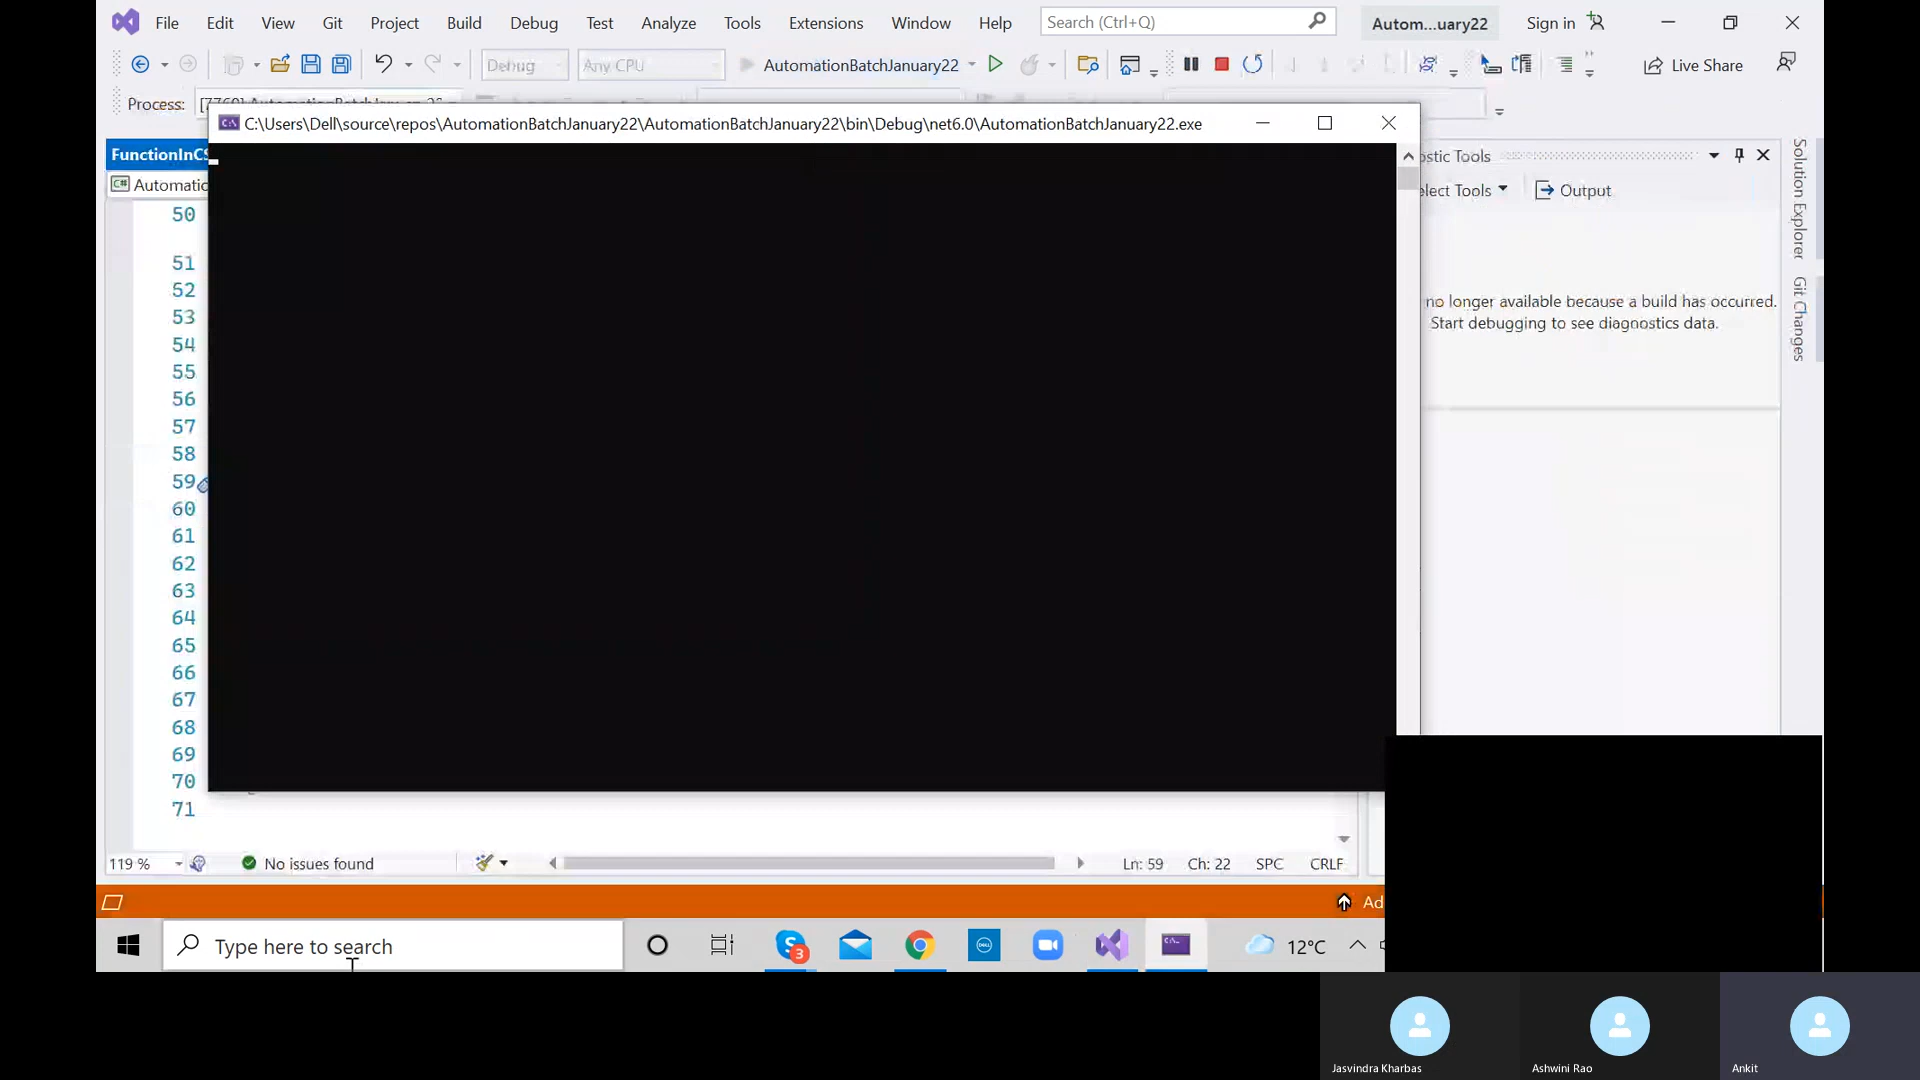 File Edit View Git Project Build Debug Test Analyze Tools Extensions Window Help Search (Ctrl+Q) Autom...uary22 Sign in
Debug Any CPU AutomationBatchJanuary22 Live Share
Process:
C:\Users\Dell\source\repos\AutomationBatchJanuary22\AutomationBatchJanuary22\bin\Debug\net6.0\AutomationBatchJanuary22.exe
FunctionInCS
Automatic
ostic Tools
elect Tools Output
Solution Explorer
Git Changes
no longer available because a build has occurred.
Start debugging to see diagnostics data.
50
51
52
53
54
55
56
57
58
59
60
61
62
63
64
65
66
67
68
69
70
71
119 % No issues found Ln: 59 Ch: 22 SPC CRLF
Ad
Type here to search 3 DELL 12°C
Jasvindra Kharbas Ashwini Rao Ankit